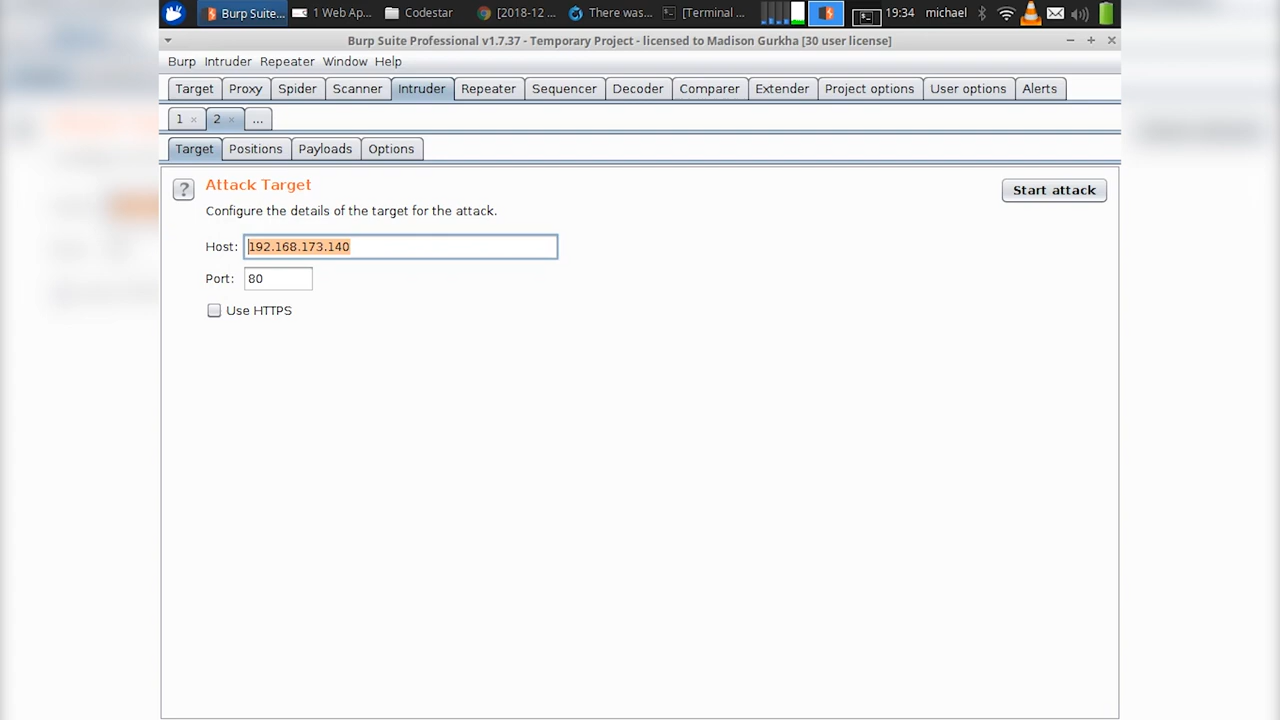 Burp Suite... 1 Web Ap... Codestar [2018-12 ... There was... [Terminal ... 19:34 michael
Burp Suite Professional v1.7.37 - Temporary Project - licensed to Madison Gurkha [30 user license]
Burp Intruder Repeater Window Help
Target Proxy Spider Scanner Intruder Repeater Sequencer Decoder Comparer Extender Project options User options Alerts
1 × 2 × ...
Target Positions Payloads Options
? Attack Target Start attack
Configure the details of the target for the attack.
Host: 192.168.173.140
Port: 80
Use HTTPS